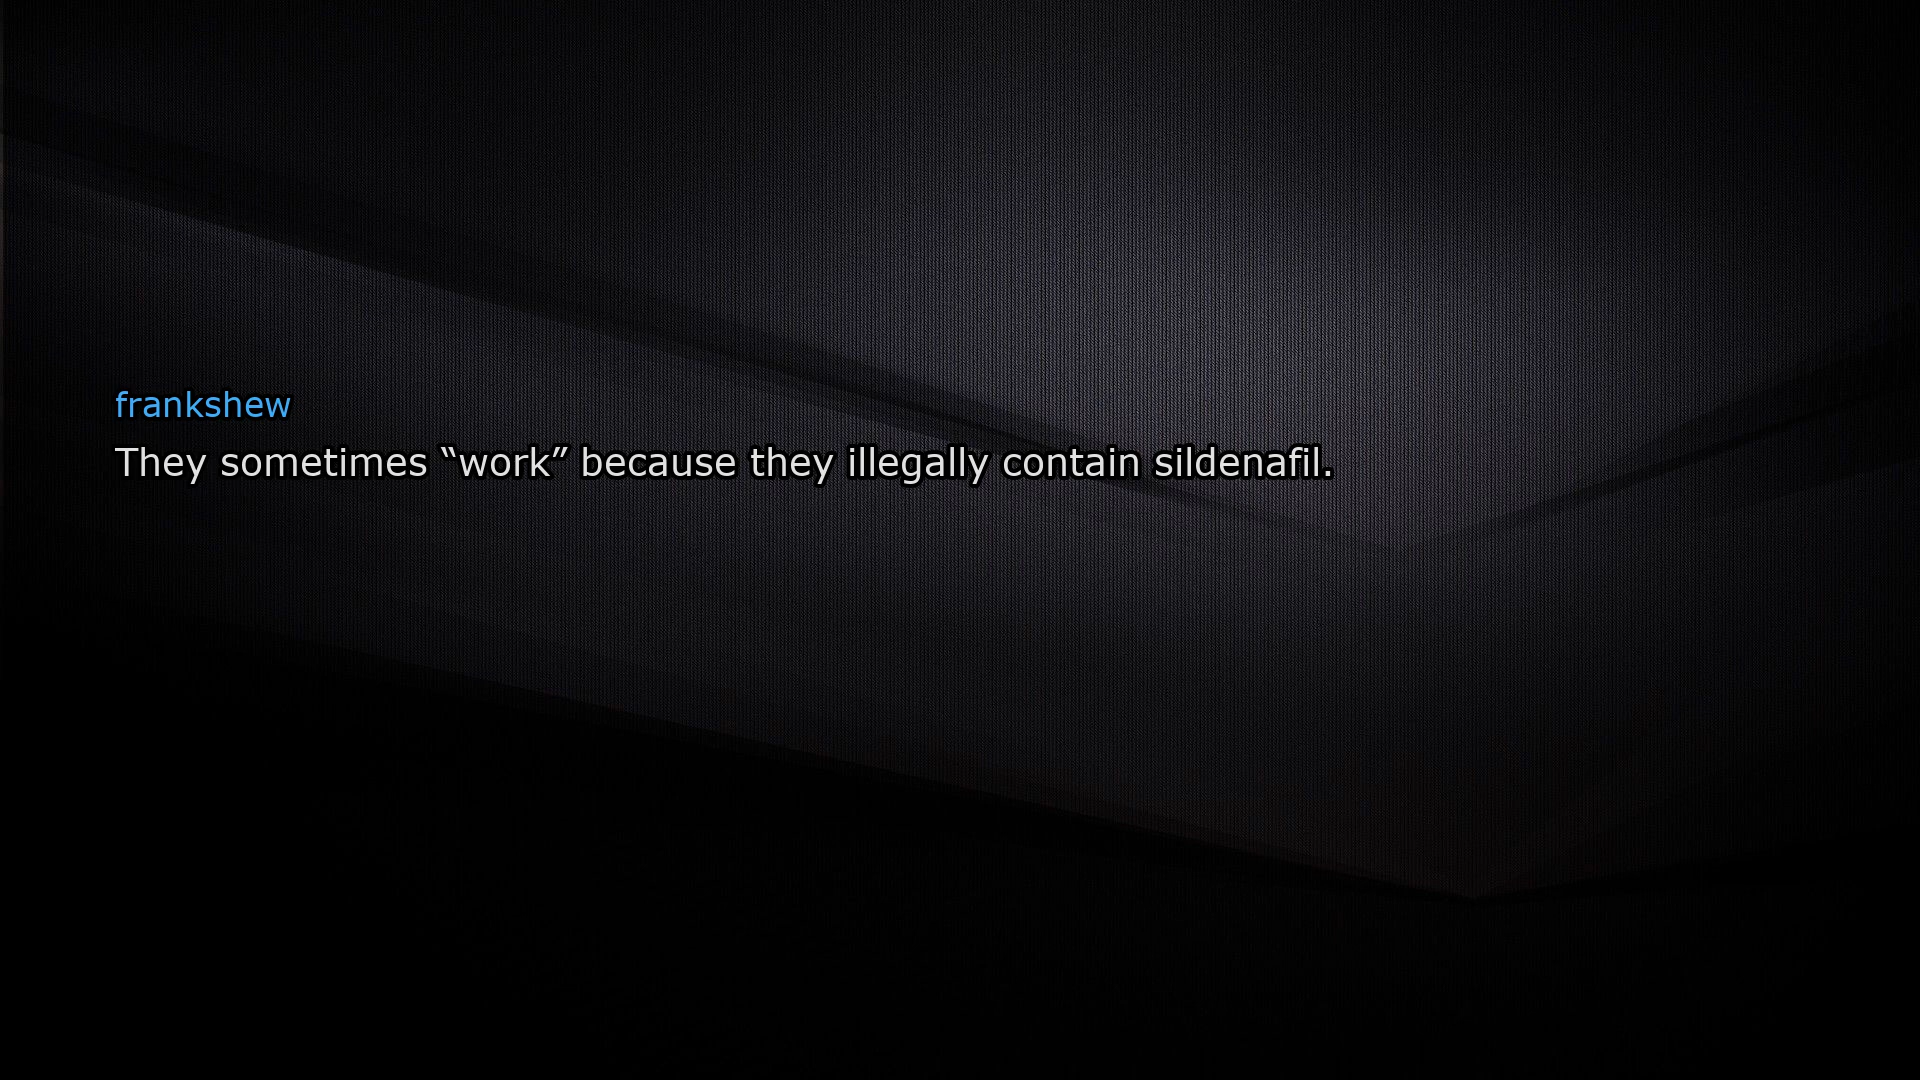 frankshew
They sometimes “work” because they illegally contain sildenafil.